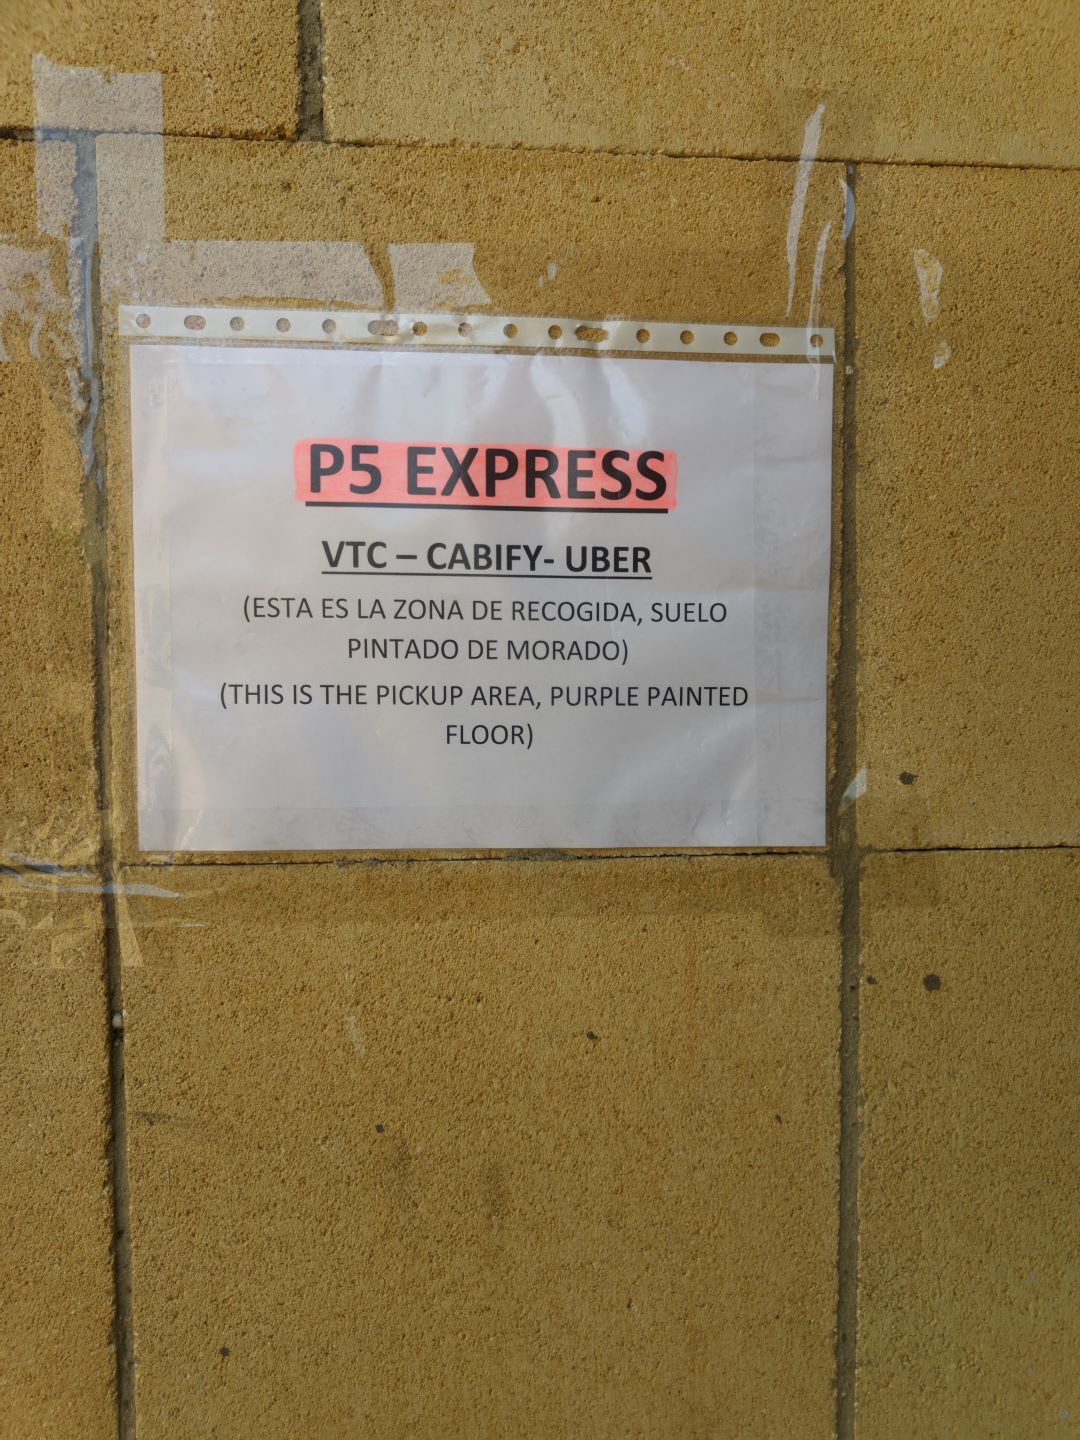 P5 EXPRESS
VTC – CABIFY- UBER
(ESTA ES LA ZONA DE RECOGIDA, SUELO
PINTADO DE MORADO)
(THIS IS THE PICKUP AREA, PURPLE PAINTED
FLOOR)